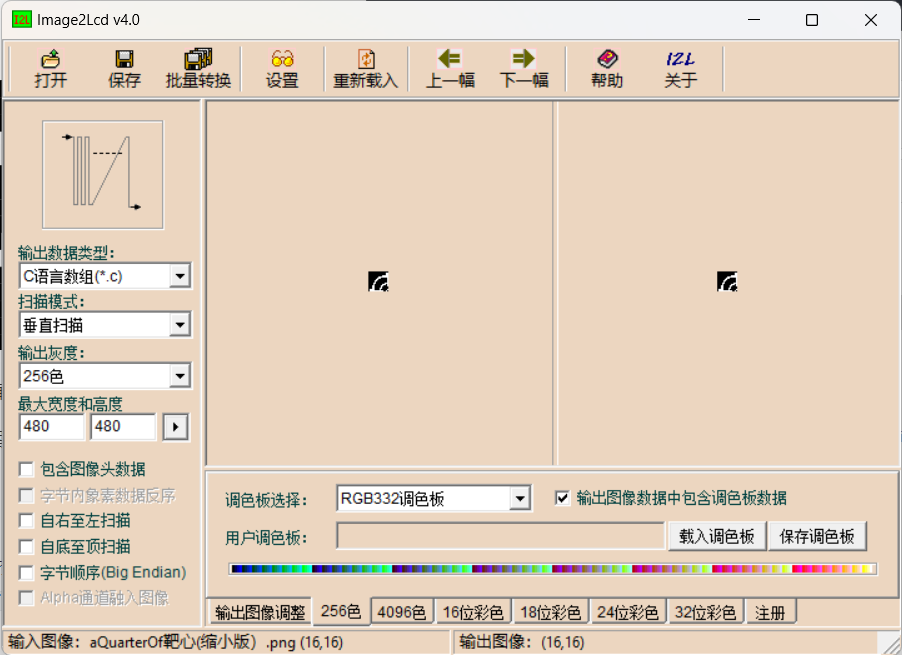 I2L Image2Lcd v4.0
打开 保存 批量转换 设置 重新载入 上一幅 下一幅 帮助 I2L 关于
输出数据类型:
C语言数组(*.c)
扫描模式:
垂直扫描
输出灰度:
256色
最大宽度和高度
480 480
包含图像头数据
字节内象素数据反序
自右至左扫描
自底至顶扫描
字节顺序(Big Endian)
Alpha通道融入图像
调色板选择: RGB332调色板 输出图像数据中包含调色板数据
用户调色板: 载入调色板 保存调色板
输出图像调整 256色 4096色 16位彩色 18位彩色 24位彩色 32位彩色 注册
输入图像: aQuarterOf靶心(缩小版）.png (16,16) 输出图像: (16,16)